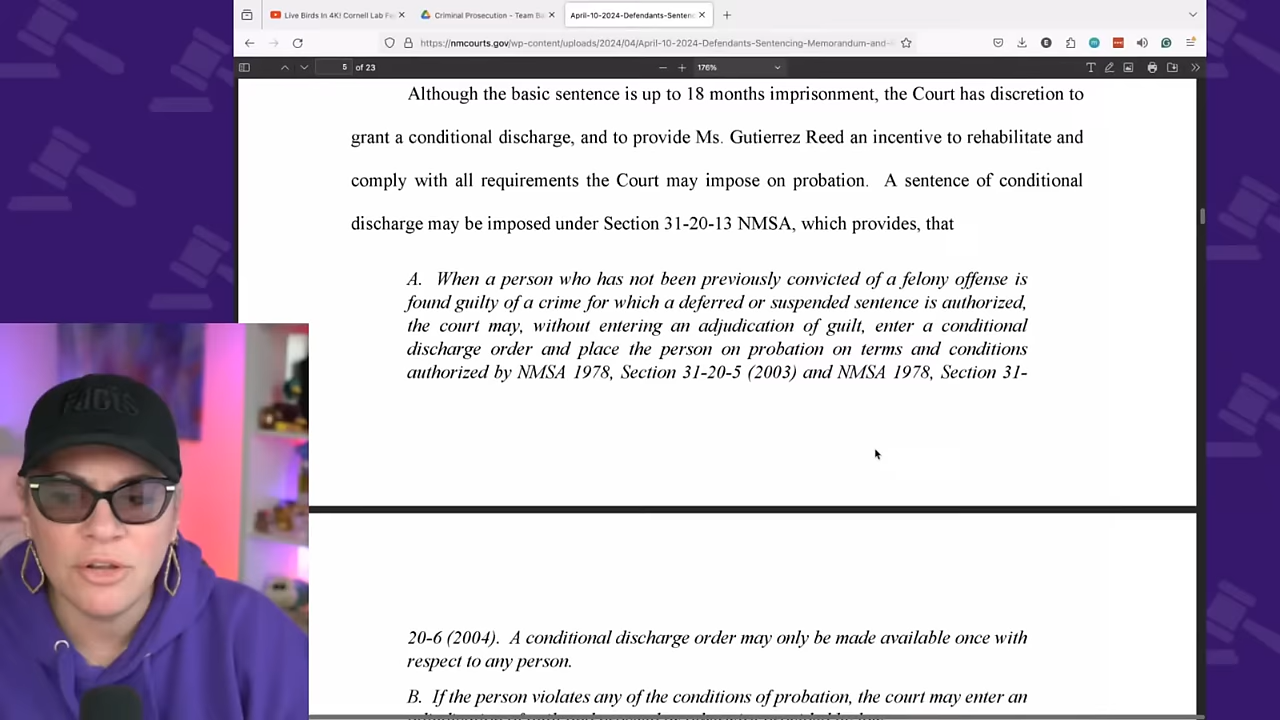 Live Birds In 4K! Cornell Lab Fe
Criminal Prosecution - Team Ba
April-10-2024-Defendants-Sentenc
https://nmcourts.gov/wp-content/uploads/2024/04/April-10-2024-Defendants-Sentencing-Memorandum-and-
5 of 23
176%
Although the basic sentence is up to 18 months imprisonment, the Court has discretion to
grant a conditional discharge, and to provide Ms. Gutierrez Reed an incentive to rehabilitate and
comply with all requirements the Court may impose on probation. A sentence of conditional
discharge may be imposed under Section 31-20-13 NMSA, which provides, that
A. When a person who has not been previously convicted of a felony offense is
found guilty of a crime for which a deferred or suspended sentence is authorized,
the court may, without entering an adjudication of guilt, enter a conditional
discharge order and place the person on probation on terms and conditions
authorized by NMSA 1978, Section 31-20-5 (2003) and NMSA 1978, Section 31-
20-6 (2004). A conditional discharge order may only be made available once with
respect to any person.
B. If the person violates any of the conditions of probation, the court may enter an
FACTS